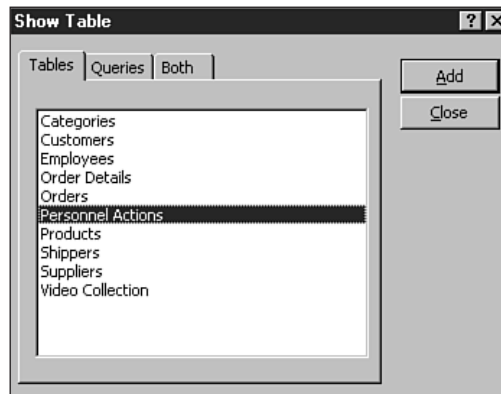 Show Table
Tables Queries Both
Add
Close
Categories
Customers
Employees
Order Details
Orders
Personnel Actions
Products
Shippers
Suppliers
Video Collection